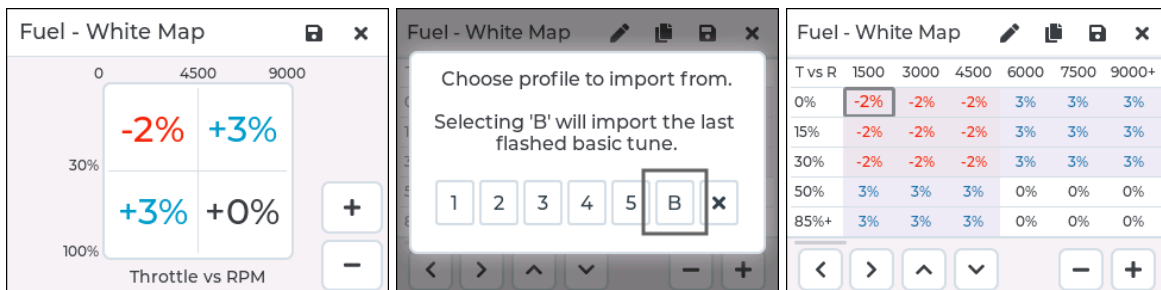 Fuel - White Map
0 4500 9000
-2% +3%
30%
+3% +0%
100%
Throttle vs RPM
+
−
Fuel - White Map
Choose profile to import from.
Selecting 'B' will import the last
flashed basic tune.
1 2 3 4 5 B ×
< > ^ ˅ − +
Fuel - White Map
T vs R 1500 3000 4500 6000 7500 9000+
0% -2% -2% -2% 3% 3% 3%
15% -2% -2% -2% 3% 3% 3%
30% -2% -2% -2% 3% 3% 3%
50% 3% 3% 3% 0% 0% 0%
85%+ 3% 3% 3% 0% 0% 0%
< > ^ ˅ − +